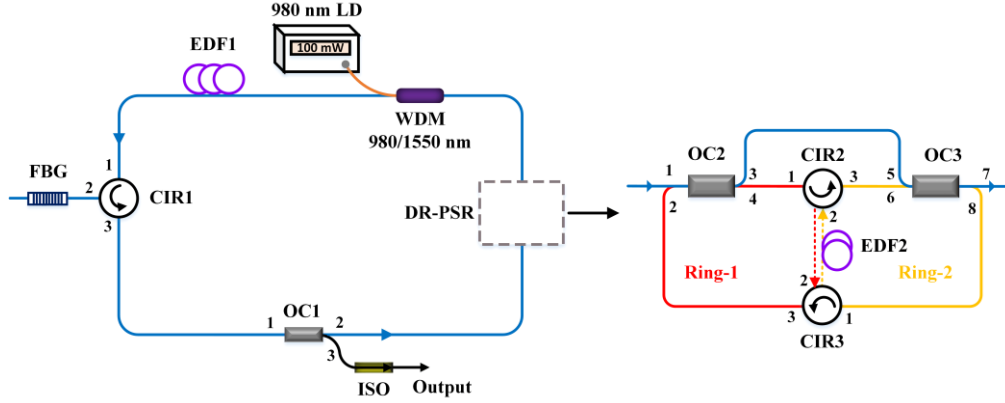 980 nm LD
100 mW
EDF1
WDM
980/1550 nm
FBG
1
2
3
CIR1
DR-PSR
OC1
1
2
3
ISO
Output
OC2
CIR2
OC3
1
2
3
4
1
3
2
5
6
7
8
EDF2
Ring-1
Ring-2
2
3
1
CIR3